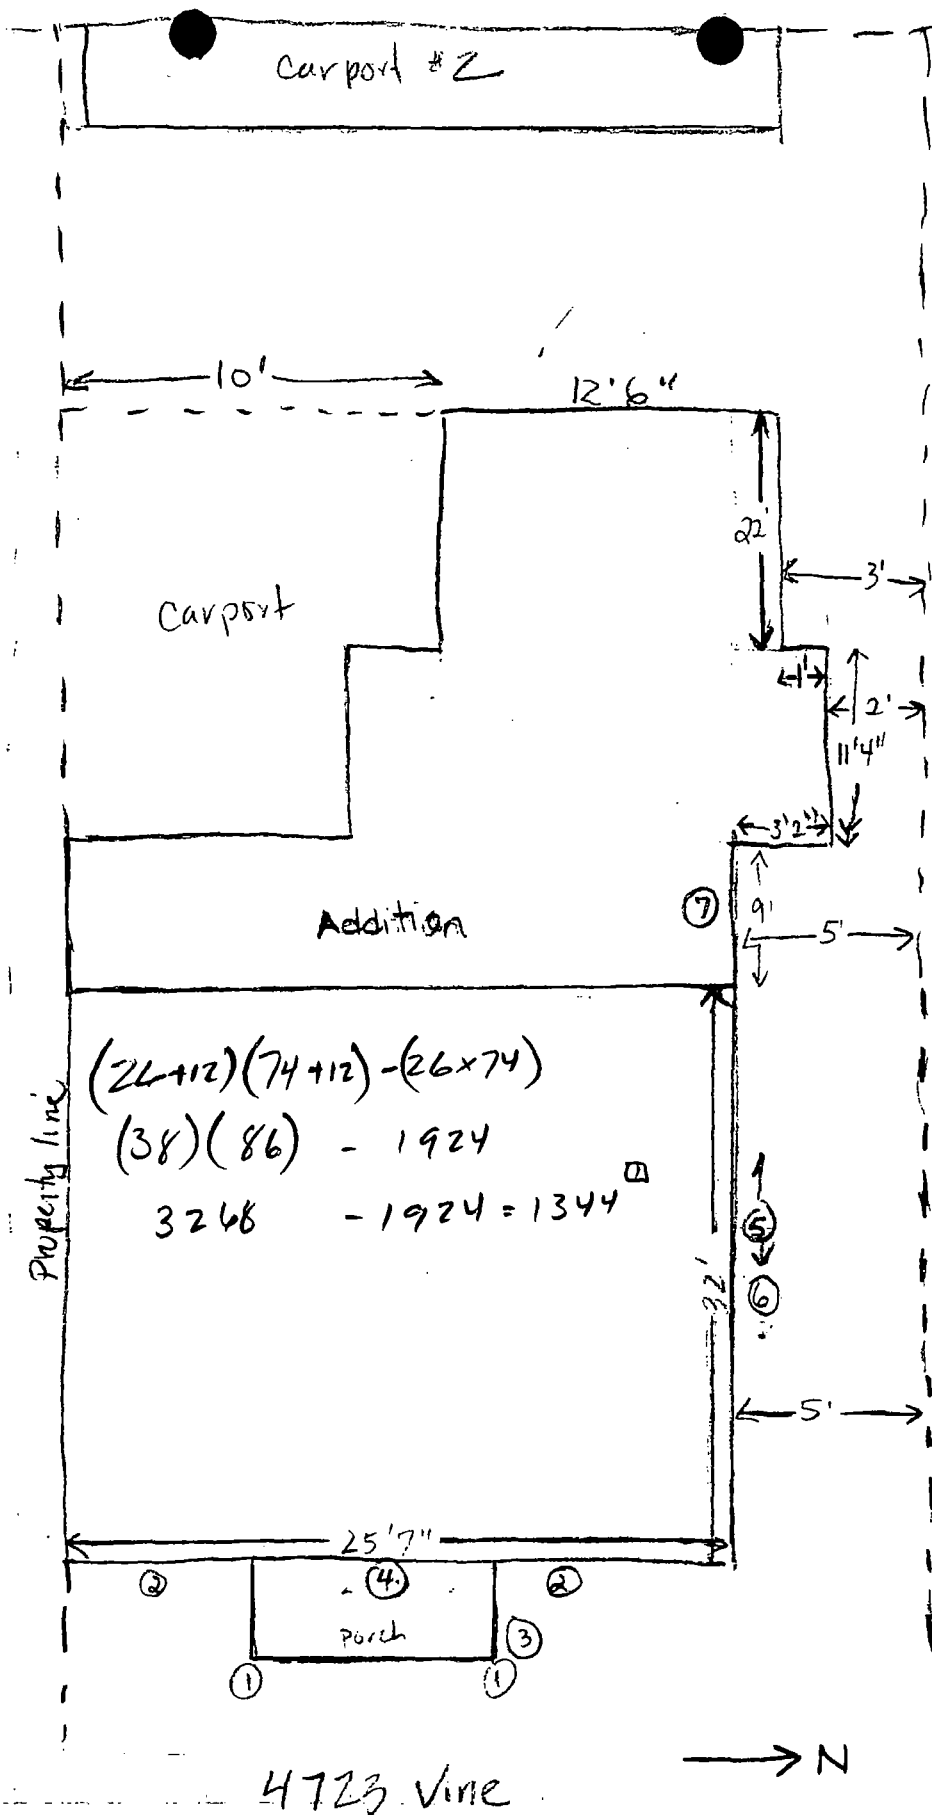 Carport #2
10'
12'6"
22'
3'
Carport
1'
2'
11'4"
3'2"
⑦
9'
Addition
5'
(26+12)(74+12)-(26×74)
(38)(86) - 1924
3268 - 1924 = 1344
Property line
32'
⑤
⑥
5'
25'7"
②
④
②
Porch
③
①
①
N
4723 Vine